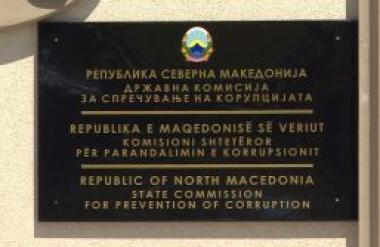 РЕПУБЛИКА СЕВЕРНА МАКЕДОНИЈА
ДРЖАВНА КОМИСИЈА
ЗА СПРЕЧУВАЊЕ НА КОРУПЦИЈАТА
REPUBLIKA E MAQEDONISË SË VERIUT
KOMISIONI SHTETËROR
PËR PARANDALIMIN E KORRUPSIONIT
REPUBLIC OF NORTH MACEDONIA
STATE COMMISSION
FOR PREVENTION OF CORRUPTION